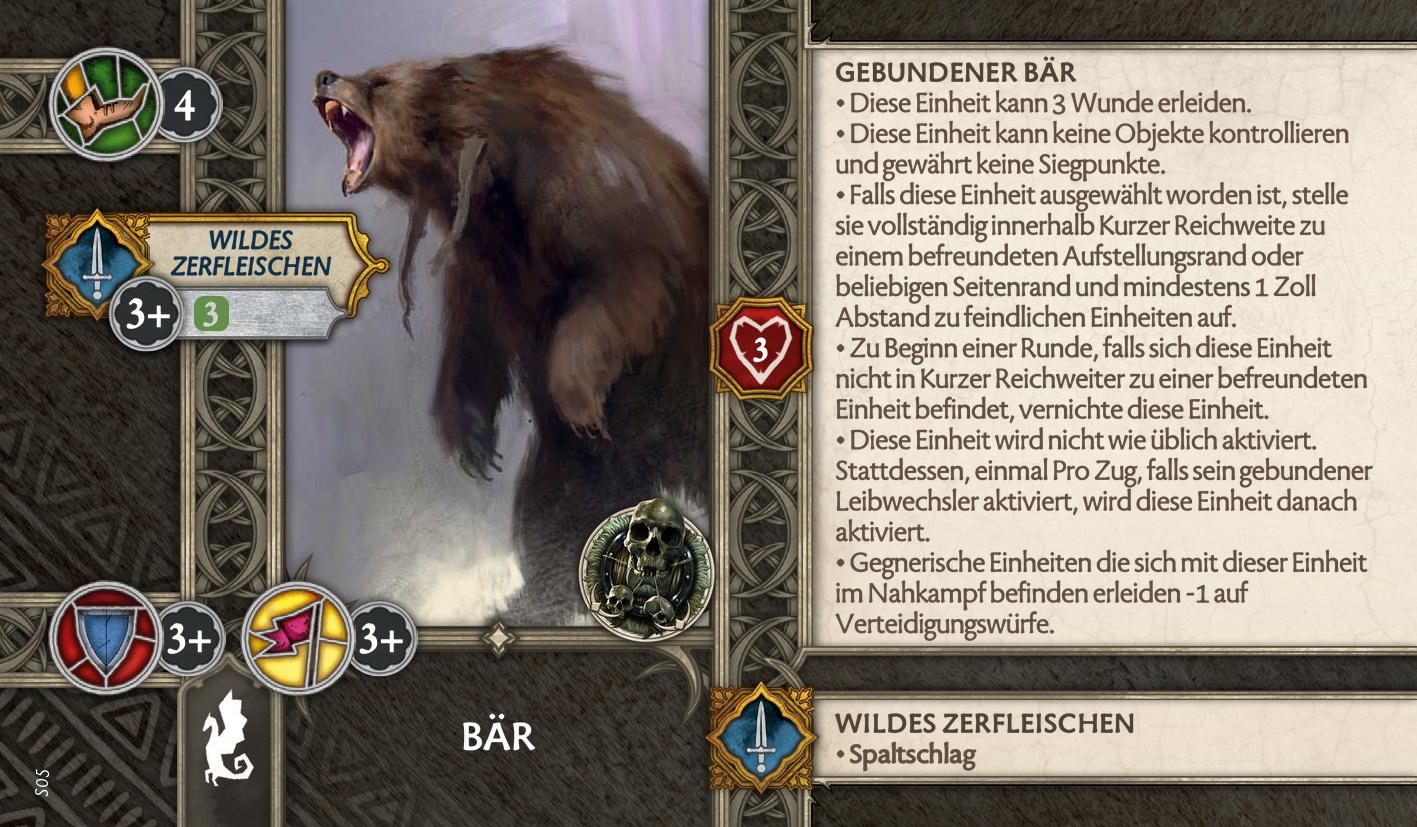 4
WILDES
ZERFLEISCHEN
3+ 3
3
3+ 3+
BÄR
SOS
GEBUNDENER BÄR
• Diese Einheit kann 3 Wunde erleiden.
• Diese Einheit kann keine Objekte kontrollieren
und gewährt keine Siegpunkte.
• Falls diese Einheit ausgewählt worden ist, stelle
sie vollständig innerhalb Kurzer Reichweite zu
einem befreundeten Aufstellungsrand oder
beliebigen Seitenrand und mindestens 1 Zoll
Abstand zu feindlichen Einheiten auf.
• Zu Beginn einer Runde, falls sich diese Einheit
nicht in Kurzer Reichweiter zu einer befreundeten
Einheit befindet, vernichte diese Einheit.
• Diese Einheit wird nicht wie üblich aktiviert.
Stattdessen, einmal Pro Zug, falls sein gebundener
Leibwechsler aktiviert, wird diese Einheit danach
aktiviert.
• Gegnerische Einheiten die sich mit dieser Einheit
im Nahkampf befinden erleiden -1 auf
Verteidigungswürfe.
WILDES ZERFLEISCHEN
• Spaltschlag